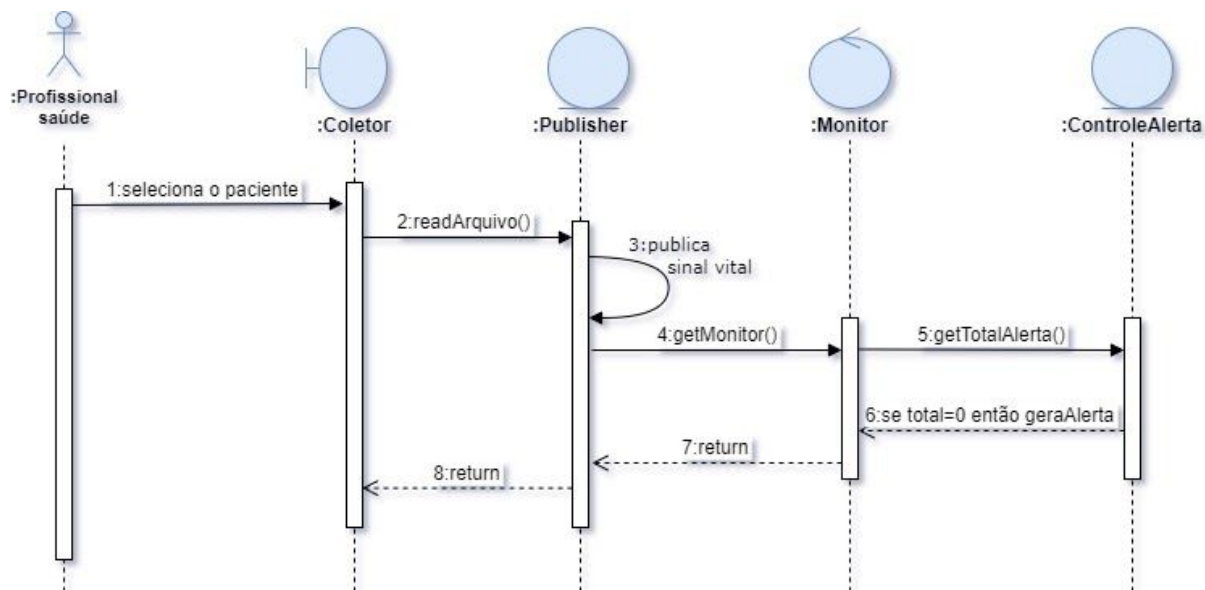 :Profissional
saúde
:Coletor
:Publisher
:Monitor
:ControleAlerta
1:seleciona o paciente
2:readArquivo()
3:publica
sinal vital
4:getMonitor()
5:getTotalAlerta()
6:se total=0 então geraAlerta
7:return
8:return